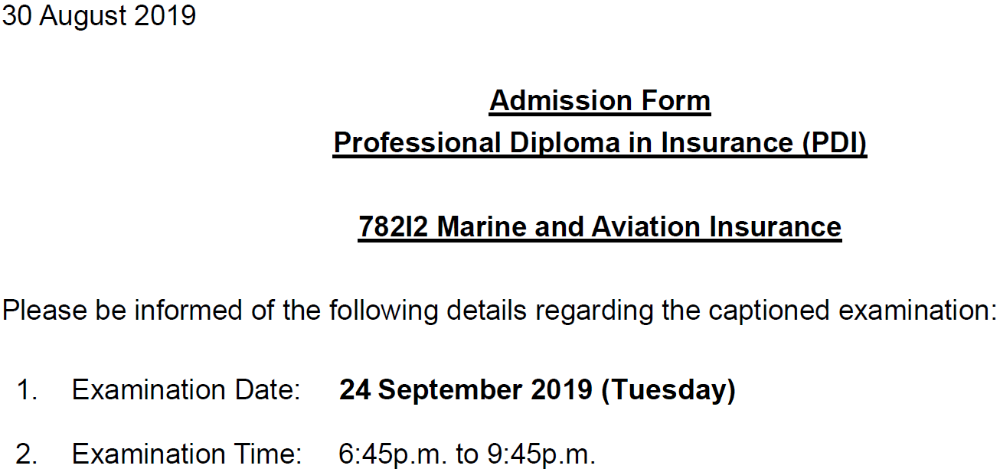 30 August 2019
Admission Form
Professional Diploma in Insurance (PDI)
782I2 Marine and Aviation Insurance
Please be informed of the following details regarding the captioned examination:
1. Examination Date: 24 September 2019 (Tuesday)
2. Examination Time: 6:45p.m. to 9:45p.m.